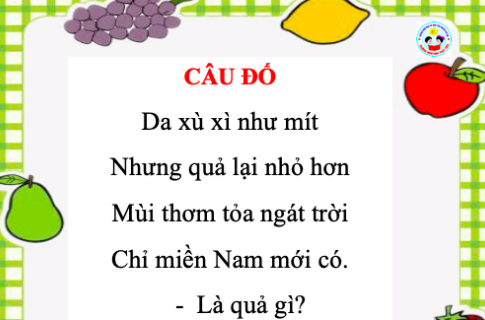 CÂU ĐỐ
Da xù xì như mít
Nhưng quả lại nhỏ hơn
Mùi thơm tỏa ngát trời
Chỉ miền Nam mới có.
- Là quả gì?